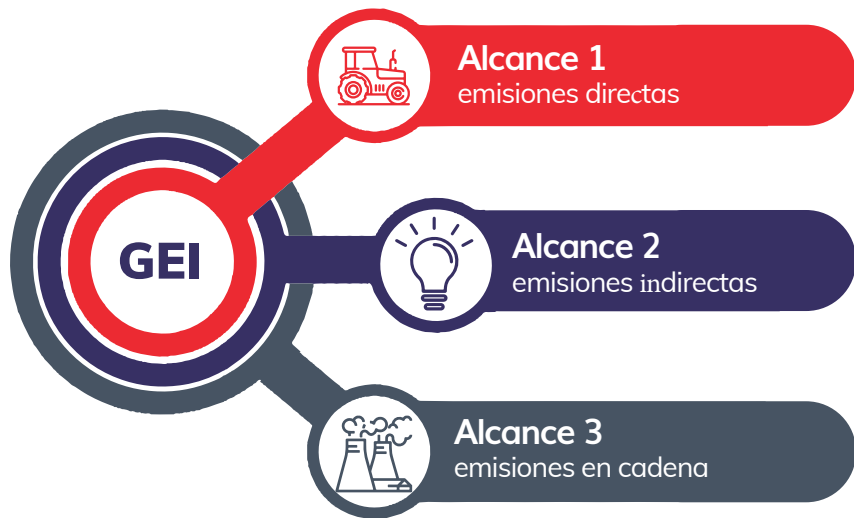 GEI
Alcance 1
emisiones directas
Alcance 2
emisiones indirectas
Alcance 3
emisiones en cadena